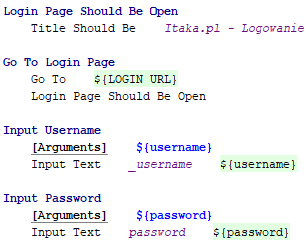 Login Page Should Be Open
Title Should Be Itaka.pl - Logowanie
Go To Login Page
Go To ${LOGIN URL}
Login Page Should Be Open
Input Username
[Arguments] ${username}
Input Text _username ${username}
Input Password
[Arguments] ${password}
Input Text password ${password}